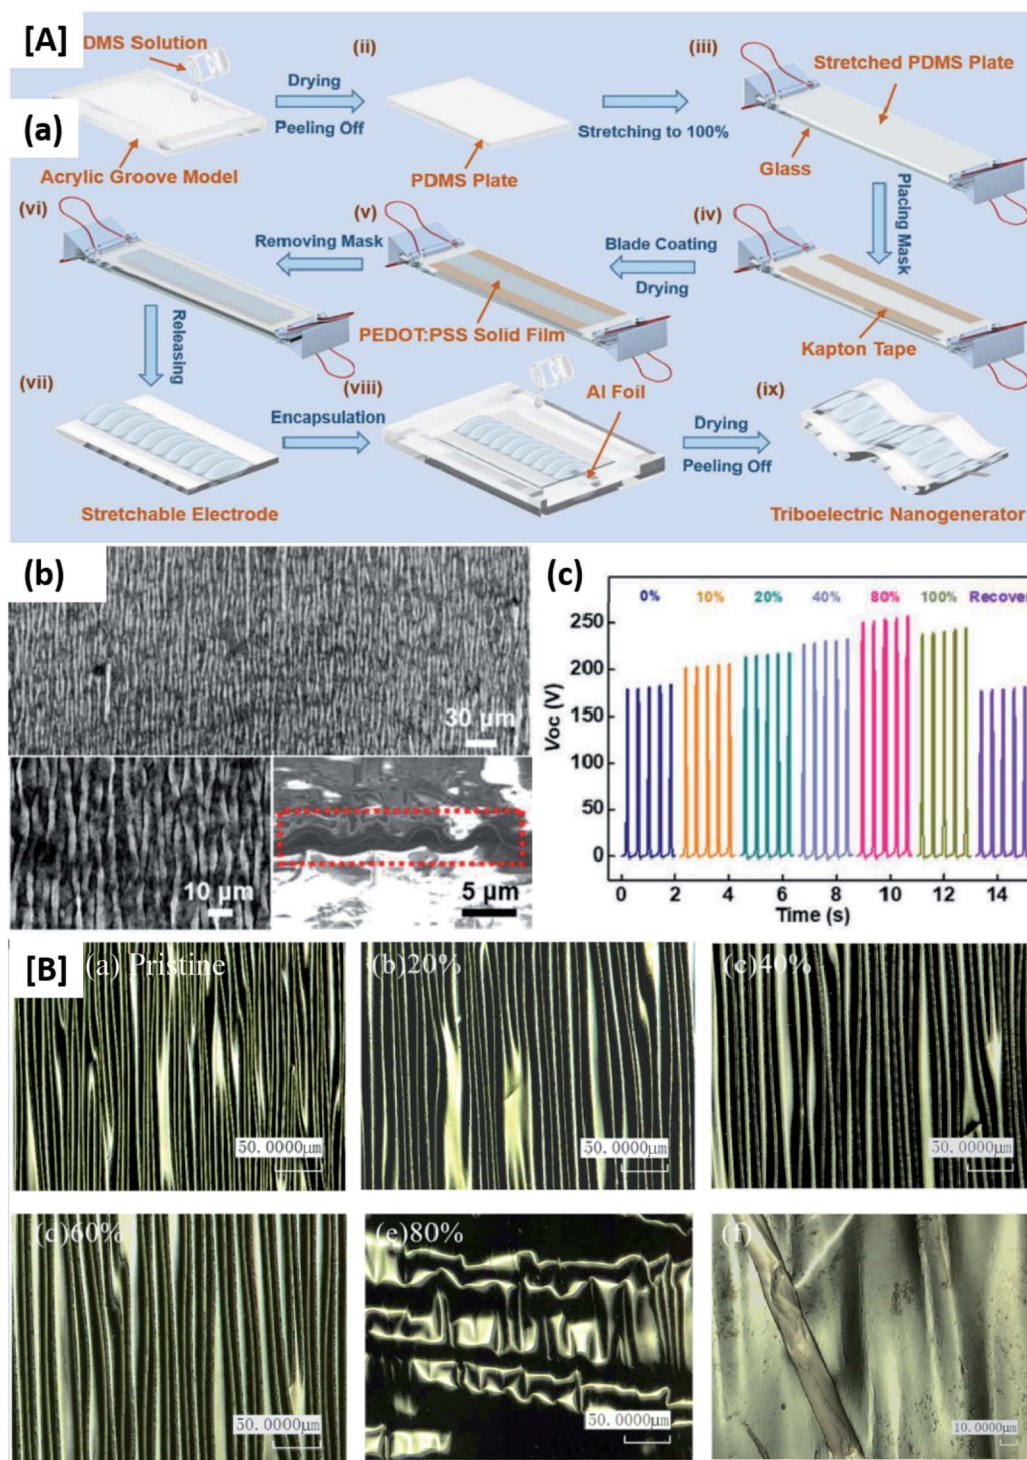 [A]
DMS Solution
(ii)
(iii)
Drying
Peeling Off
Stretching to 100%
Stretched PDMS Plate
(a)
Acrylic Groove Model
PDMS Plate
Glass
Placing Mask
(vi)
(v)
(iv)
Removing Mask
Blade Coating
Drying
PEDOT:PSS Solid Film
Kapton Tape
Releasing
(vii)
(viii)
(ix)
Encapsulation
Al Foil
Drying
Peeling Off
Stretchable Electrode
Triboelectric Nanogenerator
(b)
30 µm
10 µm
5 µm
(c)
0% 10% 20% 40% 80% 100% Recover
Voc (V)
250
200
150
100
50
0
0 2 4 6 8 10 12 14
Time (s)
[B]
(a) Pristine
50.0000µm
(b)20%
50.0000µm
(c)40%
50.0000µm
(d)60%
50.0000µm
(e)80%
50.0000µm
(f)
10.0000µm